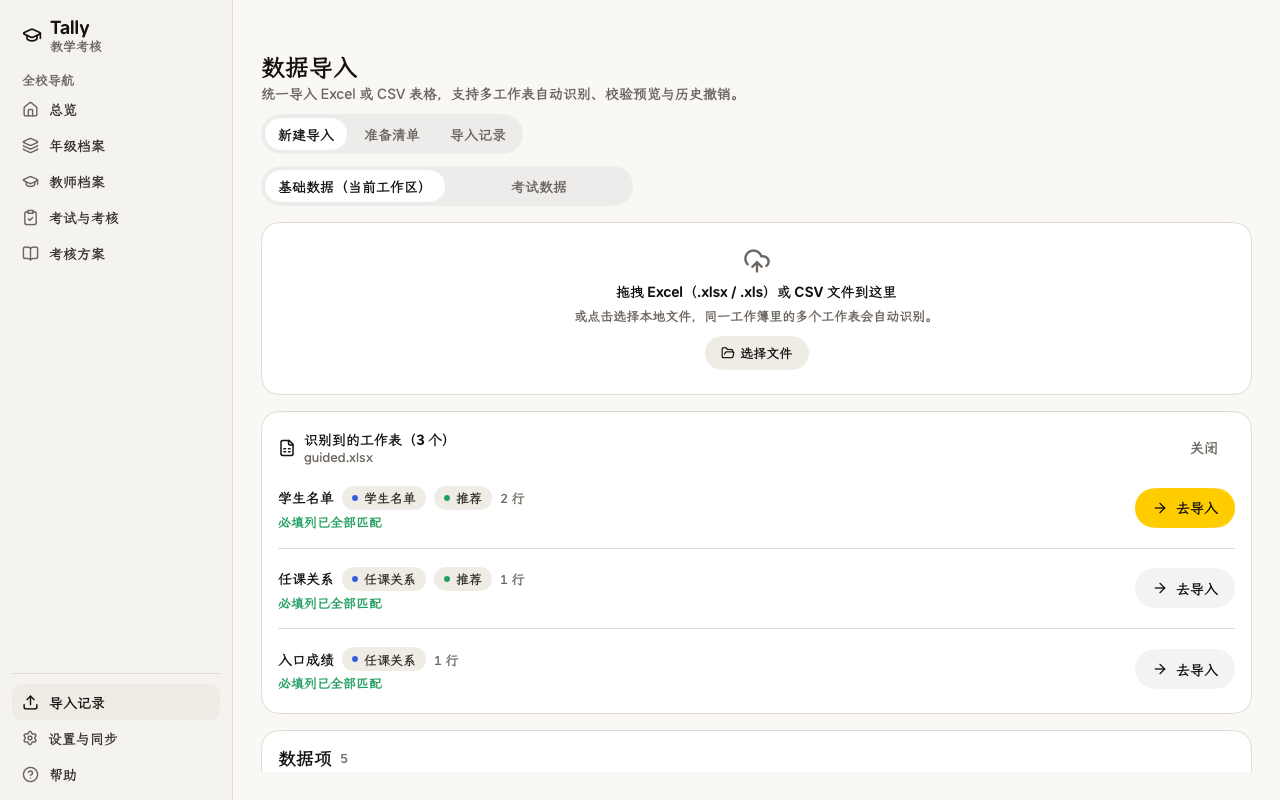 Tally
教学考核
全校导航
总览
年级档案
教师档案
考试与考核
考核方案
导入记录
设置与同步
帮助
数据导入
统一导入 Excel 或 CSV 表格，支持多工作表自动识别、校验预览与历史撤销。
新建导入 准备清单 导入记录
基础数据（当前工作区） 考试数据
拖拽 Excel（.xlsx / .xls）或 CSV 文件到这里
或点击选择本地文件，同一工作簿里的多个工作表会自动识别。
选择文件
识别到的工作表（3 个）
guided.xlsx
关闭
学生名单 学生名单 推荐 2 行
必填列已全部匹配
去导入
任课关系 任课关系 推荐 1 行
必填列已全部匹配
去导入
入口成绩 任课关系 1 行
必填列已全部匹配
去导入
数据项 5